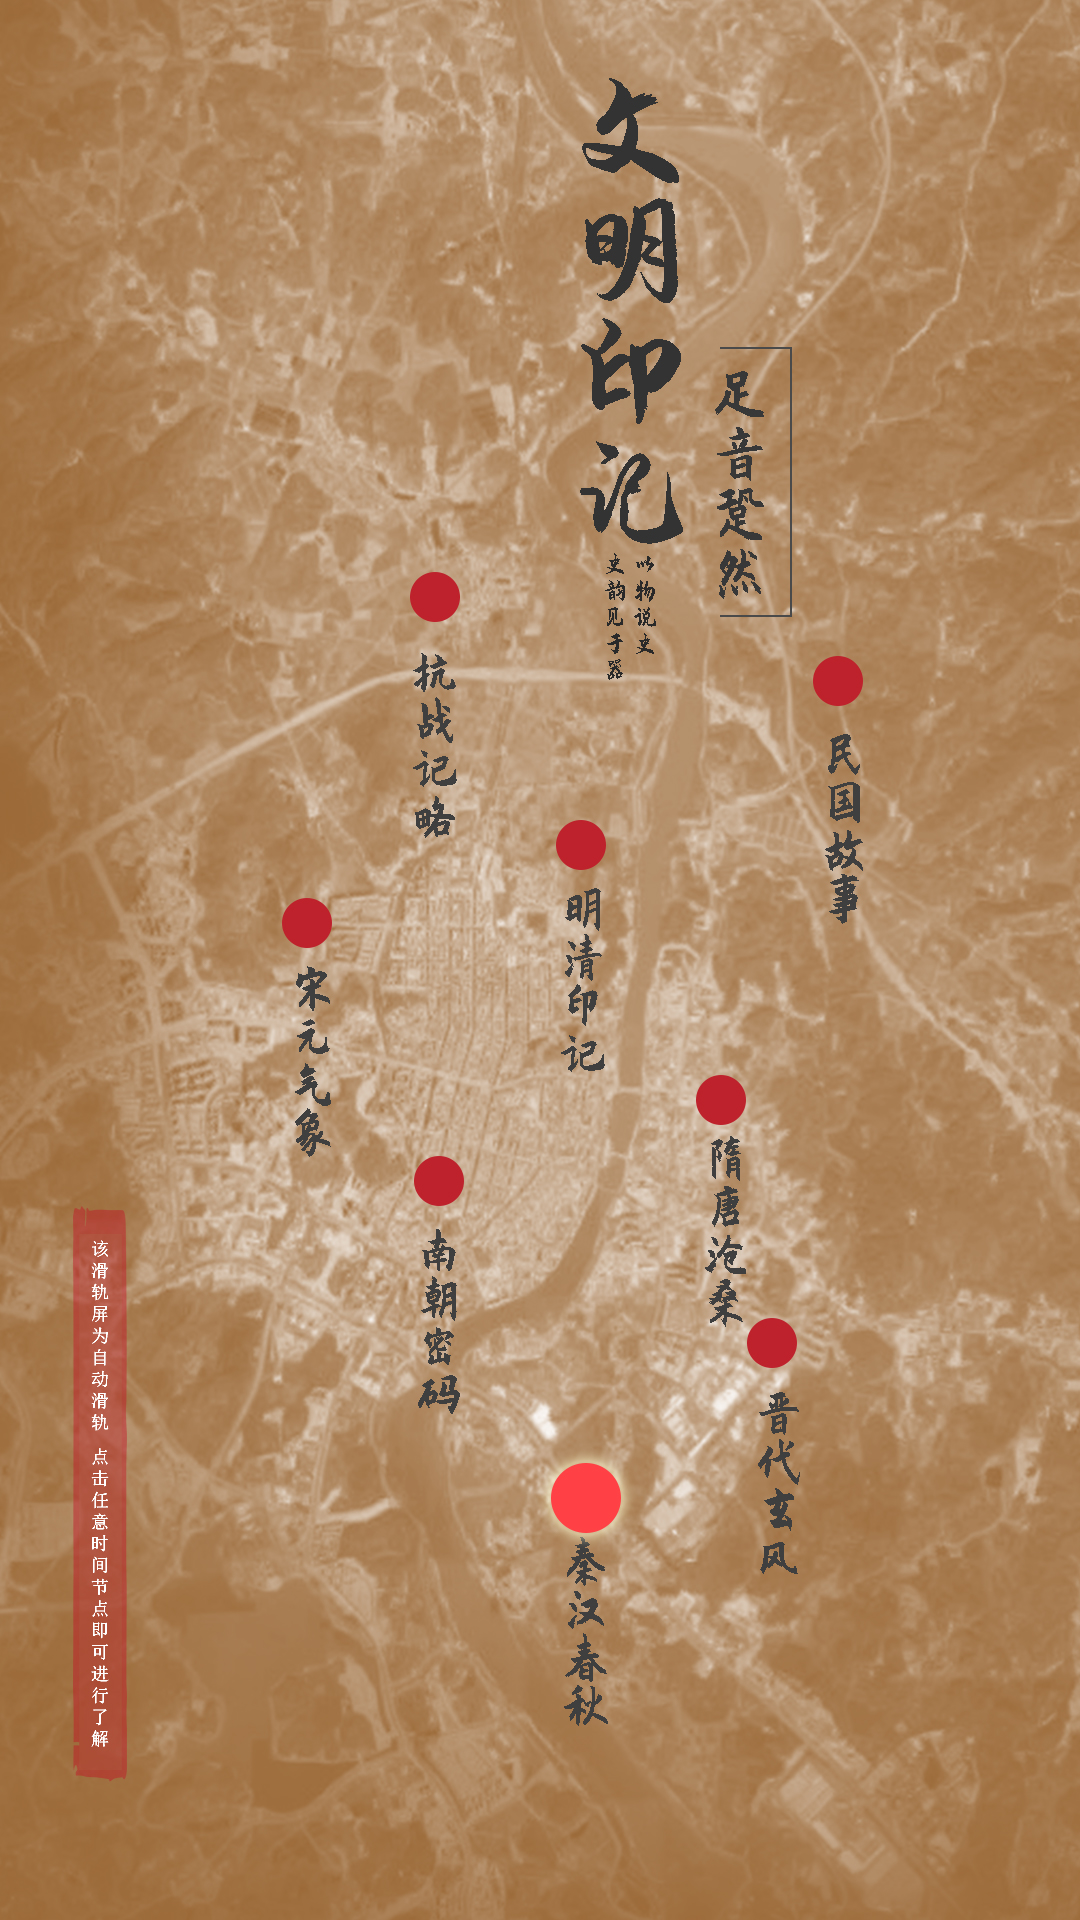 文明印记
足音跫然
以物说史
史韵见于器
抗战记略
民国故事
明清印记
宋元气象
隋唐沧桑
南朝密码
晋代玄风
秦汉春秋
该滑轨屏为自动滑轨 点击任意时间节点即可进行了解